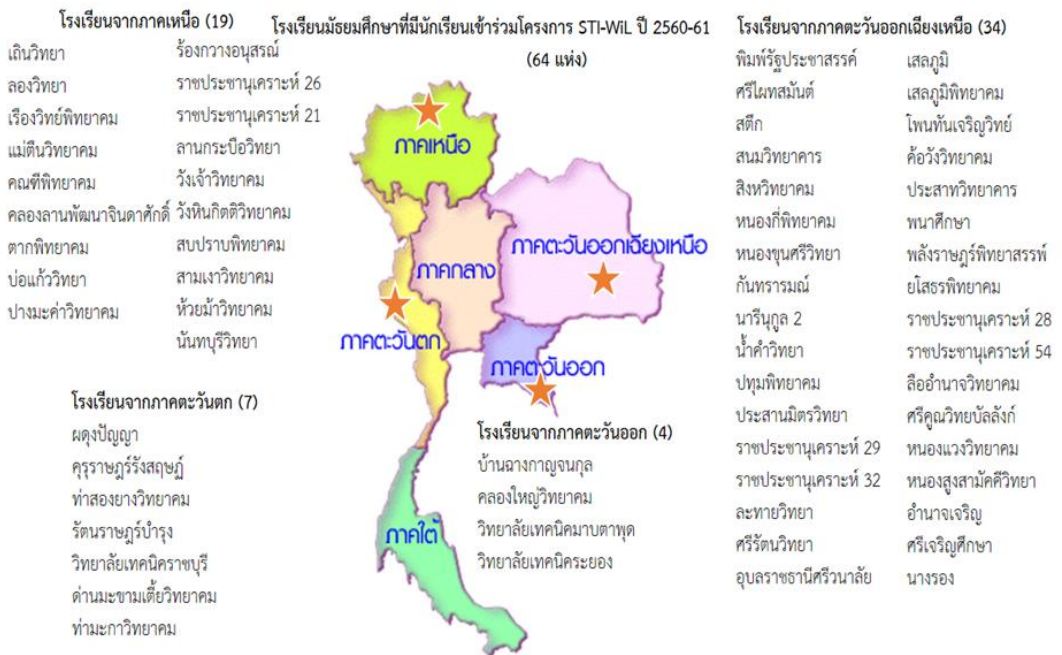 โรงเรียนมัธยมศึกษาที่มีนักเรียนเข้าร่วมโครงการ STI-WiL ปี 2560-61
(64 แห่ง)
โรงเรียนจากภาคเหนือ (19)
เถินวิทยา
ลองวิทยา
เรืองวิทย์พิทยาคม
แม่ตืนวิทยาคม
คณฑีพิทยาคม
คลองลานพัฒนาจินดาศักดิ์
ตากพิทยาคม
บ่อแก้ววิทยา
ปางมะค่าวิทยาคม
ร้องกวางอนุสรณ์
ราชประชานุเคราะห์ 26
ราชประชานุเคราะห์ 21
ลานกระบือวิทยา
วังเจ้าวิทยาคม
วังหินกิตติวิทยาคม
สบปราบพิทยาคม
สามเงาวิทยาคม
ห้วยม้าวิทยาคม
นันทบุรีวิทยา
ภาคเหนือ
ภาคตะวันออกเฉียงเหนือ
ภาคกลาง
ภาคตะวันตก
ภาคตะวันออก
ภาคใต้
โรงเรียนจากภาคตะวันออกเฉียงเหนือ (34)
พิมพ์รัฐประชาสรรค์
ศรีไผทสมันต์
สตึก
สนมวิทยาคาร
สิงหวิทยาคม
หนองกี่พิทยาคม
หนองขุนศรีวิทยา
กันทรารมณ์
นารีนุกูล 2
น้ำคำวิทยา
ปทุมพิทยาคม
ประสานมิตรวิทยา
ราชประชานุเคราะห์ 29
ราชประชานุเคราะห์ 32
ละทายวิทยา
ศรีรัตนวิทยา
อุบลราชธานีศรีวนาลัย
เสลภูมิ
เสลภูมิพิทยาคม
โพนทันเจริญวิทย์
ค้อวังวิทยาคม
ประสาทวิทยาคาร
พนาศึกษา
พลังราษฎร์พิทยาสรรพ์
ยโสธรพิทยาคม
ราชประชานุเคราะห์ 28
ราชประชานุเคราะห์ 54
ลืออำนาจวิทยาคม
ศรีคูณวิทยบัลลังก์
หนองแวงวิทยาคม
หนองสูงสามัคคีวิทยา
อำนาจเจริญ
ศรีเจริญศึกษา
นางรอง
โรงเรียนจากภาคตะวันตก (7)
ผดุงปัญญา
คุรุราษฎร์รังสฤษฏ์
ท่าสองยางวิทยาคม
รัตนราษฎร์บำรุง
วิทยาลัยเทคนิคราชบุรี
ด่านมะขามเตี้ยวิทยาคม
ท่ามะกาวิทยาคม
โรงเรียนจากภาคตะวันออก (4)
บ้านฉางกาญจนกุล
คลองใหญ่วิทยาคม
วิทยาลัยเทคนิคมาบตาพุด
วิทยาลัยเทคนิคระยอง